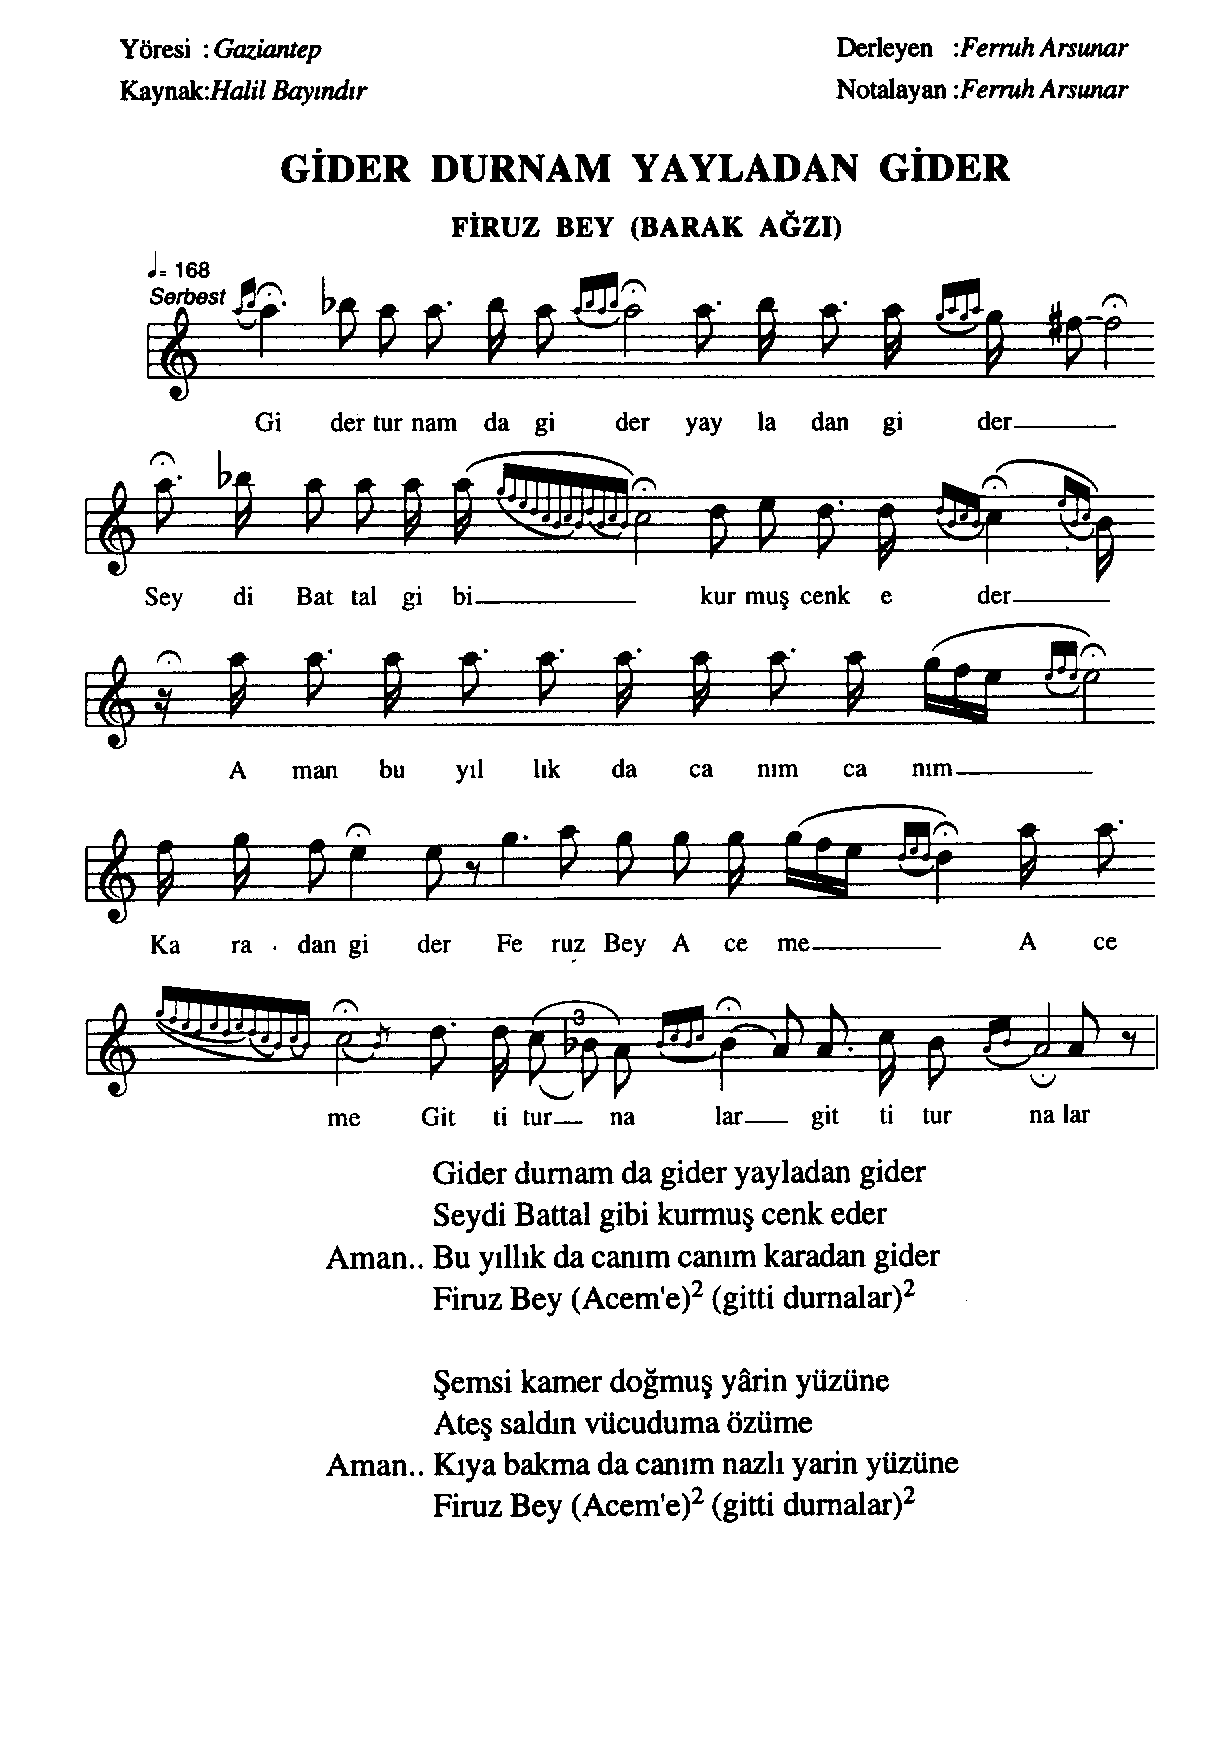 Yöresi : Gaziantep
Derleyen : Ferruh Arsunar
Kaynak:Halil Bayındır
Notalayan : Ferruh Arsunar
GİDER DURNAM YAYLADAN GİDER
FİRUZ BEY (BARAK AĞZI)
♩= 168
Serbest
Gi der tur nam da gi der yay la dan gi der
Sey di Bat tal gi bi kur muş cenk e der
A man bu yıl lık da ca nım ca nım
Ka ra dan gi der Fe ruz Bey A ce me A ce
3
me Git ti tur na lar git ti tur na lar
Gider durnam da gider yayladan gider
Seydi Battal gibi kurmuş cenk eder
Aman.. Bu yıllık da canım canım karadan gider
Firuz Bey (Acem'e)² (gitti durnalar)²
Şemsi kamer doğmuş yârin yüzüne
Ateş saldın vücuduma özüme
Aman.. Kıya bakma da canım nazlı yarin yüzüne
Firuz Bey (Acem'e)² (gitti durnalar)²